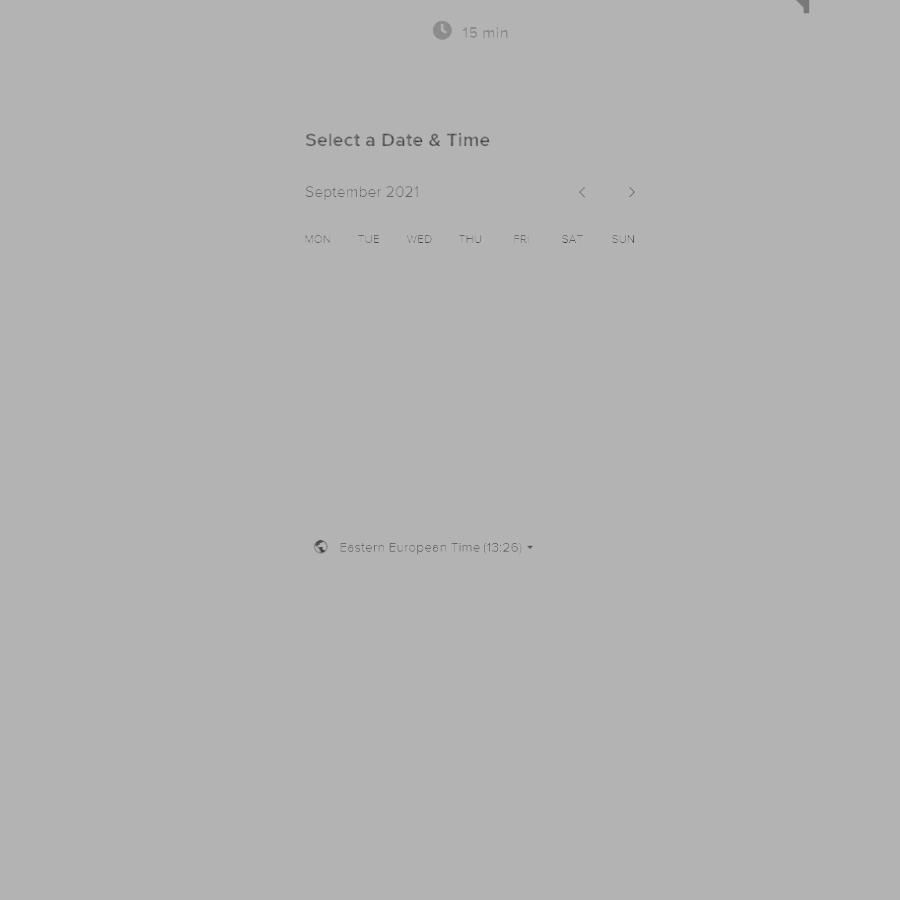 15 min
Select a Date & Time
September 2021
MON TUE WED THU FRI SAT SUN
Eastern European Time (13:26)